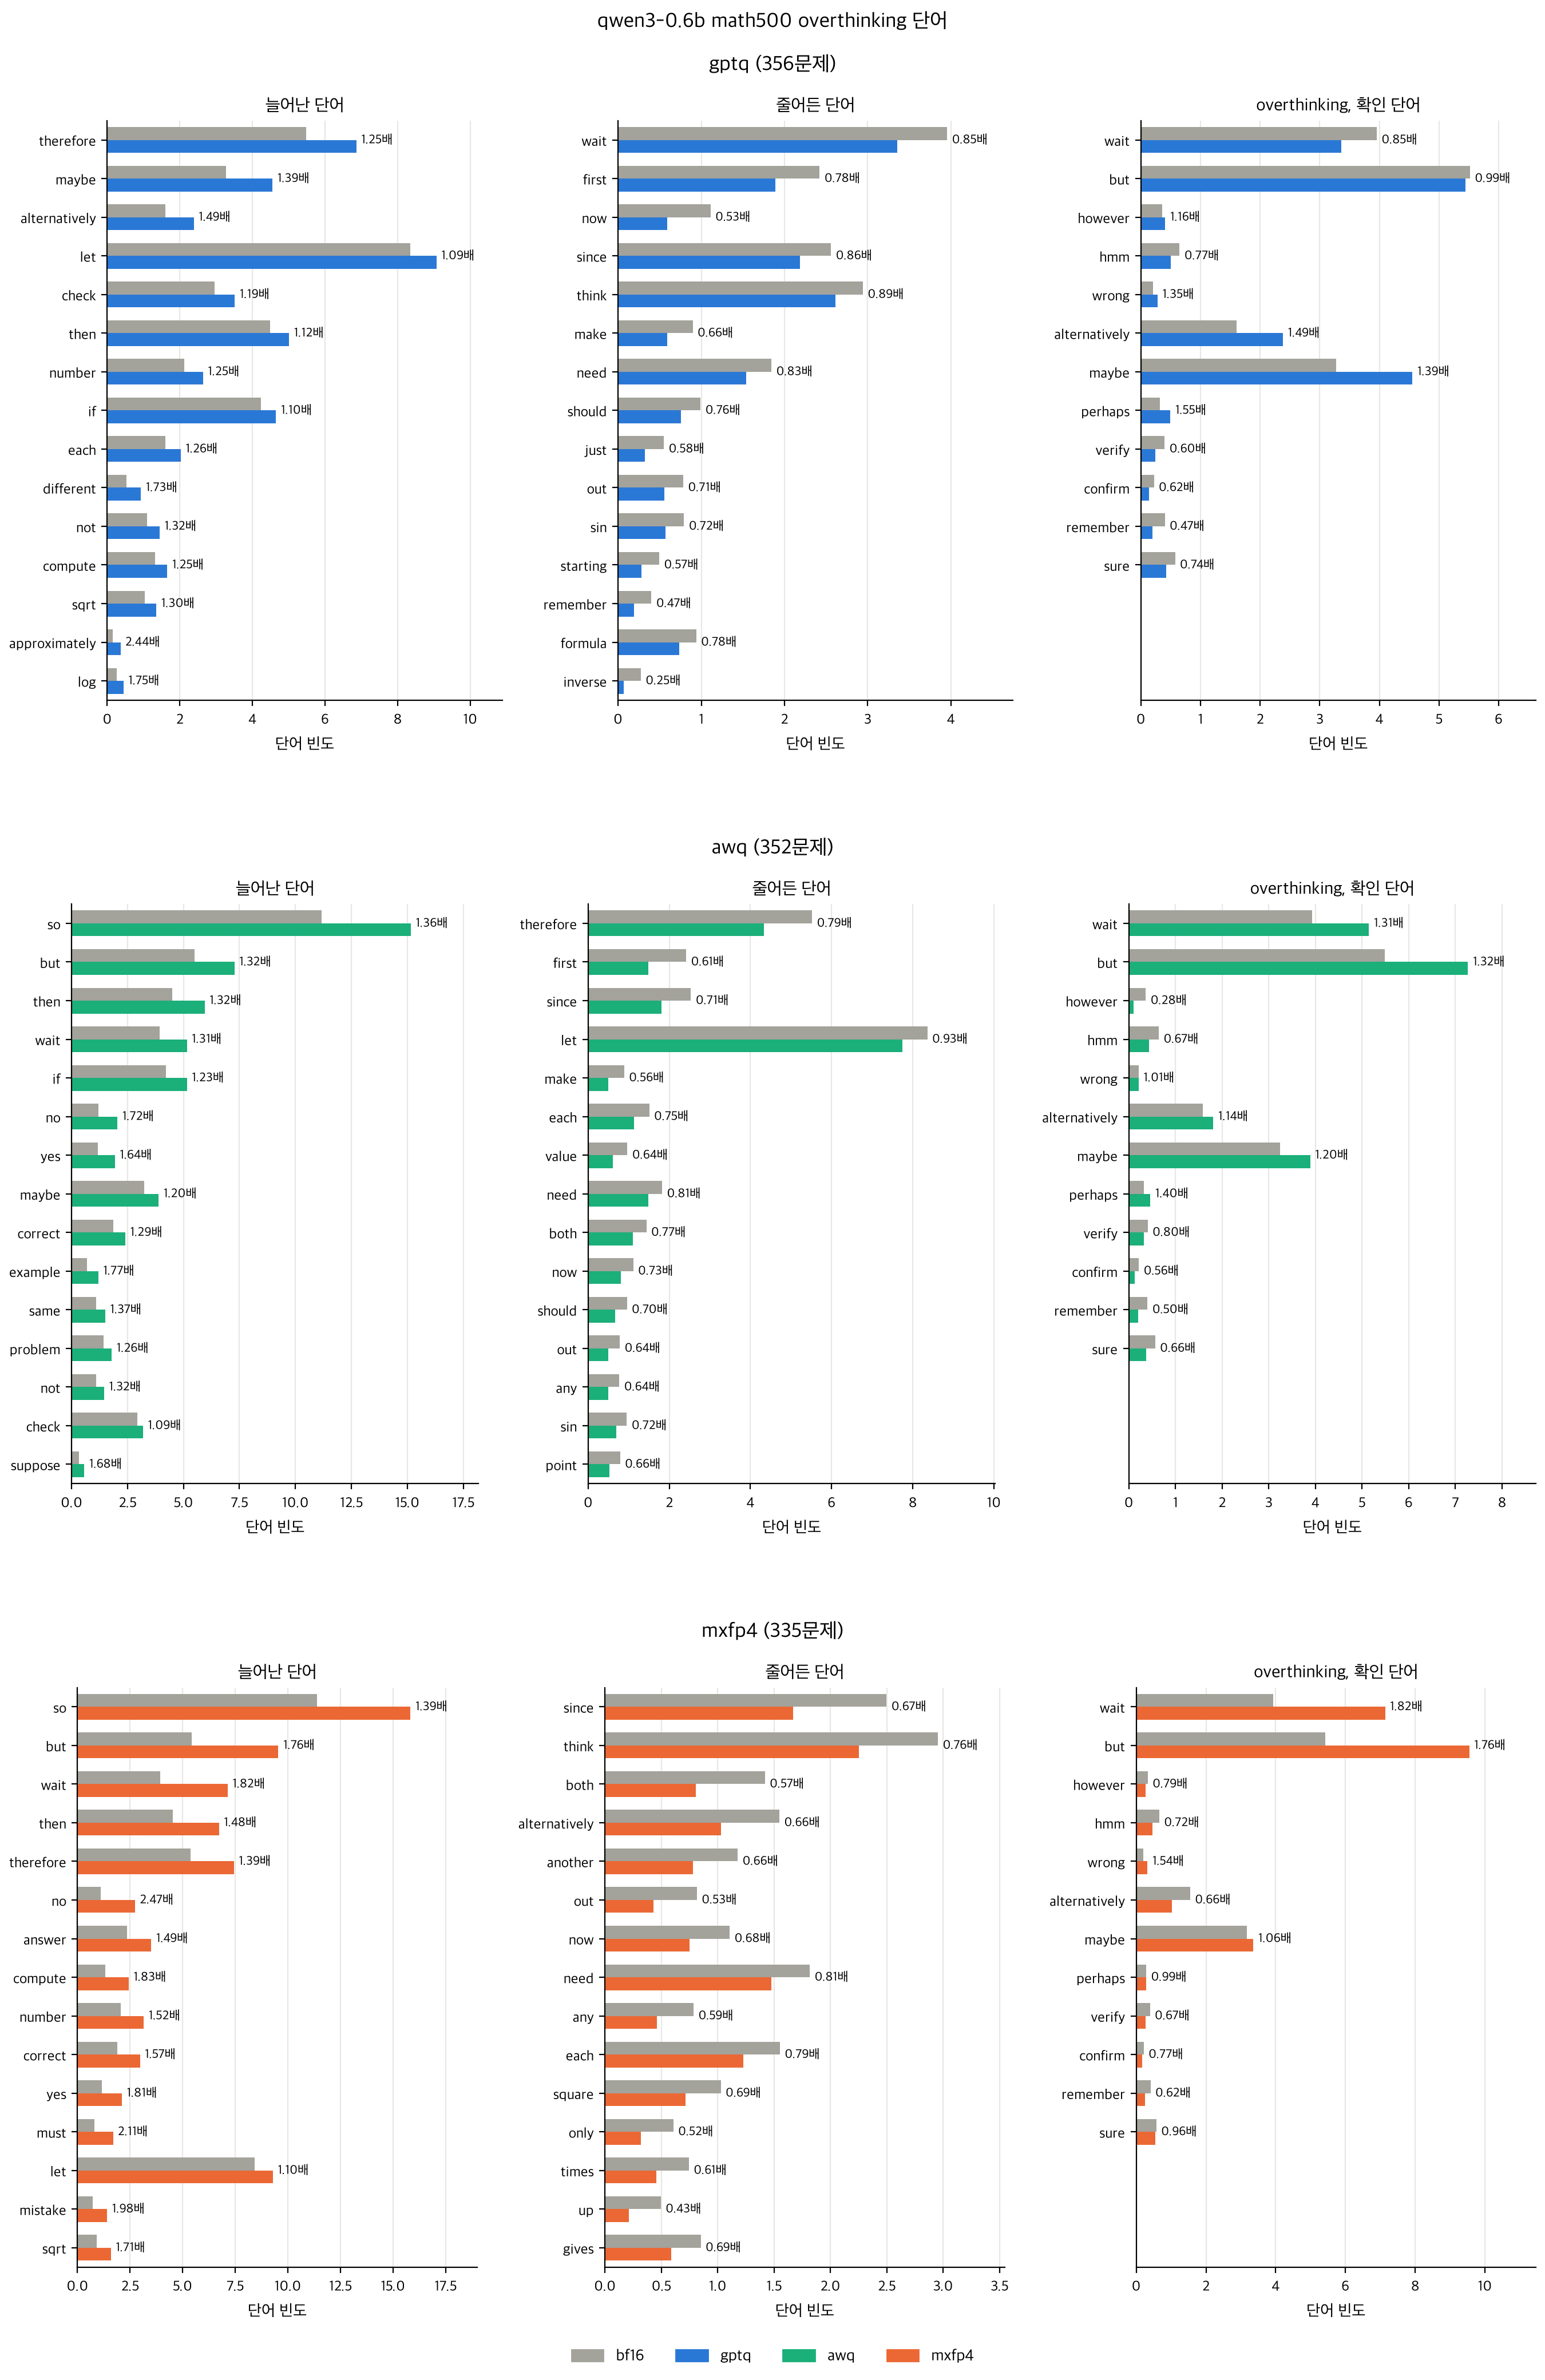 qwen3-0.6b math500 overthinking 단어
gptq (356문제)
늘어난 단어
therefore 1.25배
maybe 1.39배
alternatively 1.49배
let 1.09배
check 1.19배
then 1.12배
number 1.25배
if 1.10배
each 1.26배
different 1.73배
not 1.32배
compute 1.25배
sqrt 1.30배
approximately 2.44배
log 1.75배
0 2 4 6 8 10
단어 빈도
줄어든 단어
wait 0.85배
first 0.78배
now 0.53배
since 0.86배
think 0.89배
make 0.66배
need 0.83배
should 0.76배
just 0.58배
out 0.71배
sin 0.72배
starting 0.57배
remember 0.47배
formula 0.78배
inverse 0.25배
0 1 2 3 4
단어 빈도
overthinking, 확인 단어
wait 0.85배
but 0.99배
however 1.16배
hmm 0.77배
wrong 1.35배
alternatively 1.49배
maybe 1.39배
perhaps 1.55배
verify 0.60배
confirm 0.62배
remember 0.47배
sure 0.74배
0 1 2 3 4 5 6
단어 빈도
awq (352문제)
늘어난 단어
so 1.36배
but 1.32배
then 1.32배
wait 1.31배
if 1.23배
no 1.72배
yes 1.64배
maybe 1.20배
correct 1.29배
example 1.77배
same 1.37배
problem 1.26배
not 1.32배
check 1.09배
suppose 1.68배
0.0 2.5 5.0 7.5 10.0 12.5 15.0 17.5
단어 빈도
줄어든 단어
therefore 0.79배
first 0.61배
since 0.71배
let 0.93배
make 0.56배
each 0.75배
value 0.64배
need 0.81배
both 0.77배
now 0.73배
should 0.70배
out 0.64배
any 0.64배
sin 0.72배
point 0.66배
0 2 4 6 8 10
단어 빈도
overthinking, 확인 단어
wait 1.31배
but 1.32배
however 0.28배
hmm 0.67배
wrong 1.01배
alternatively 1.14배
maybe 1.20배
perhaps 1.40배
verify 0.80배
confirm 0.56배
remember 0.50배
sure 0.66배
0 1 2 3 4 5 6 7 8
단어 빈도
mxfp4 (335문제)
늘어난 단어
so 1.39배
but 1.76배
wait 1.82배
then 1.48배
therefore 1.39배
no 2.47배
answer 1.49배
compute 1.83배
number 1.52배
correct 1.57배
yes 1.81배
must 2.11배
let 1.10배
mistake 1.98배
sqrt 1.71배
0.0 2.5 5.0 7.5 10.0 12.5 15.0 17.5
단어 빈도
줄어든 단어
since 0.67배
think 0.76배
both 0.57배
alternatively 0.66배
another 0.66배
out 0.53배
now 0.68배
need 0.81배
any 0.59배
each 0.79배
square 0.69배
only 0.52배
times 0.61배
up 0.43배
gives 0.69배
0.0 0.5 1.0 1.5 2.0 2.5 3.0 3.5
단어 빈도
overthinking, 확인 단어
wait 1.82배
but 1.76배
however 0.79배
hmm 0.72배
wrong 1.54배
alternatively 0.66배
maybe 1.06배
perhaps 0.99배
verify 0.67배
confirm 0.77배
remember 0.62배
sure 0.96배
0 2 4 6 8 10
단어 빈도
bf16 gptq awq mxfp4